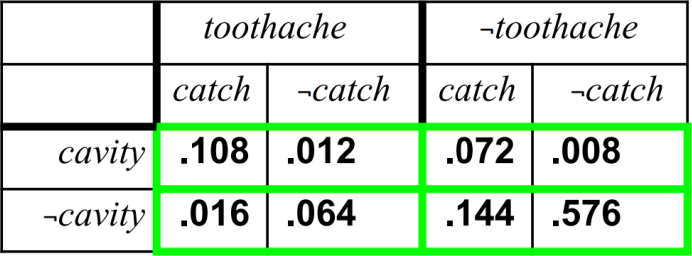 toothache ¬toothache
catch ¬catch catch ¬catch
cavity .108 .012 .072 .008
¬cavity .016 .064 .144 .576